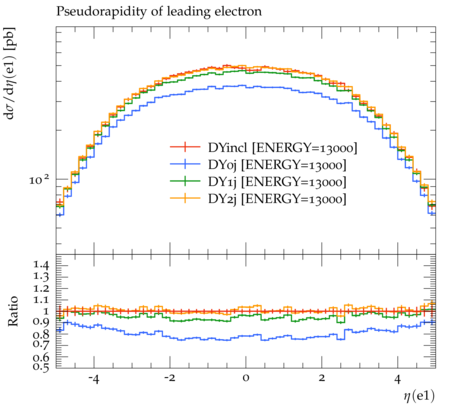 Pseudorapidity of leading electron
dσ/dη(e1) [pb]
DYincl [ENERGY=13000]
DY0j [ENERGY=13000]
DY1j [ENERGY=13000]
DY2j [ENERGY=13000]
10²
Ratio
1.4
1.3
1.2
1.1
1
0.9
0.8
0.7
0.6
0.5
-4 -2 0 2 4
η(e1)